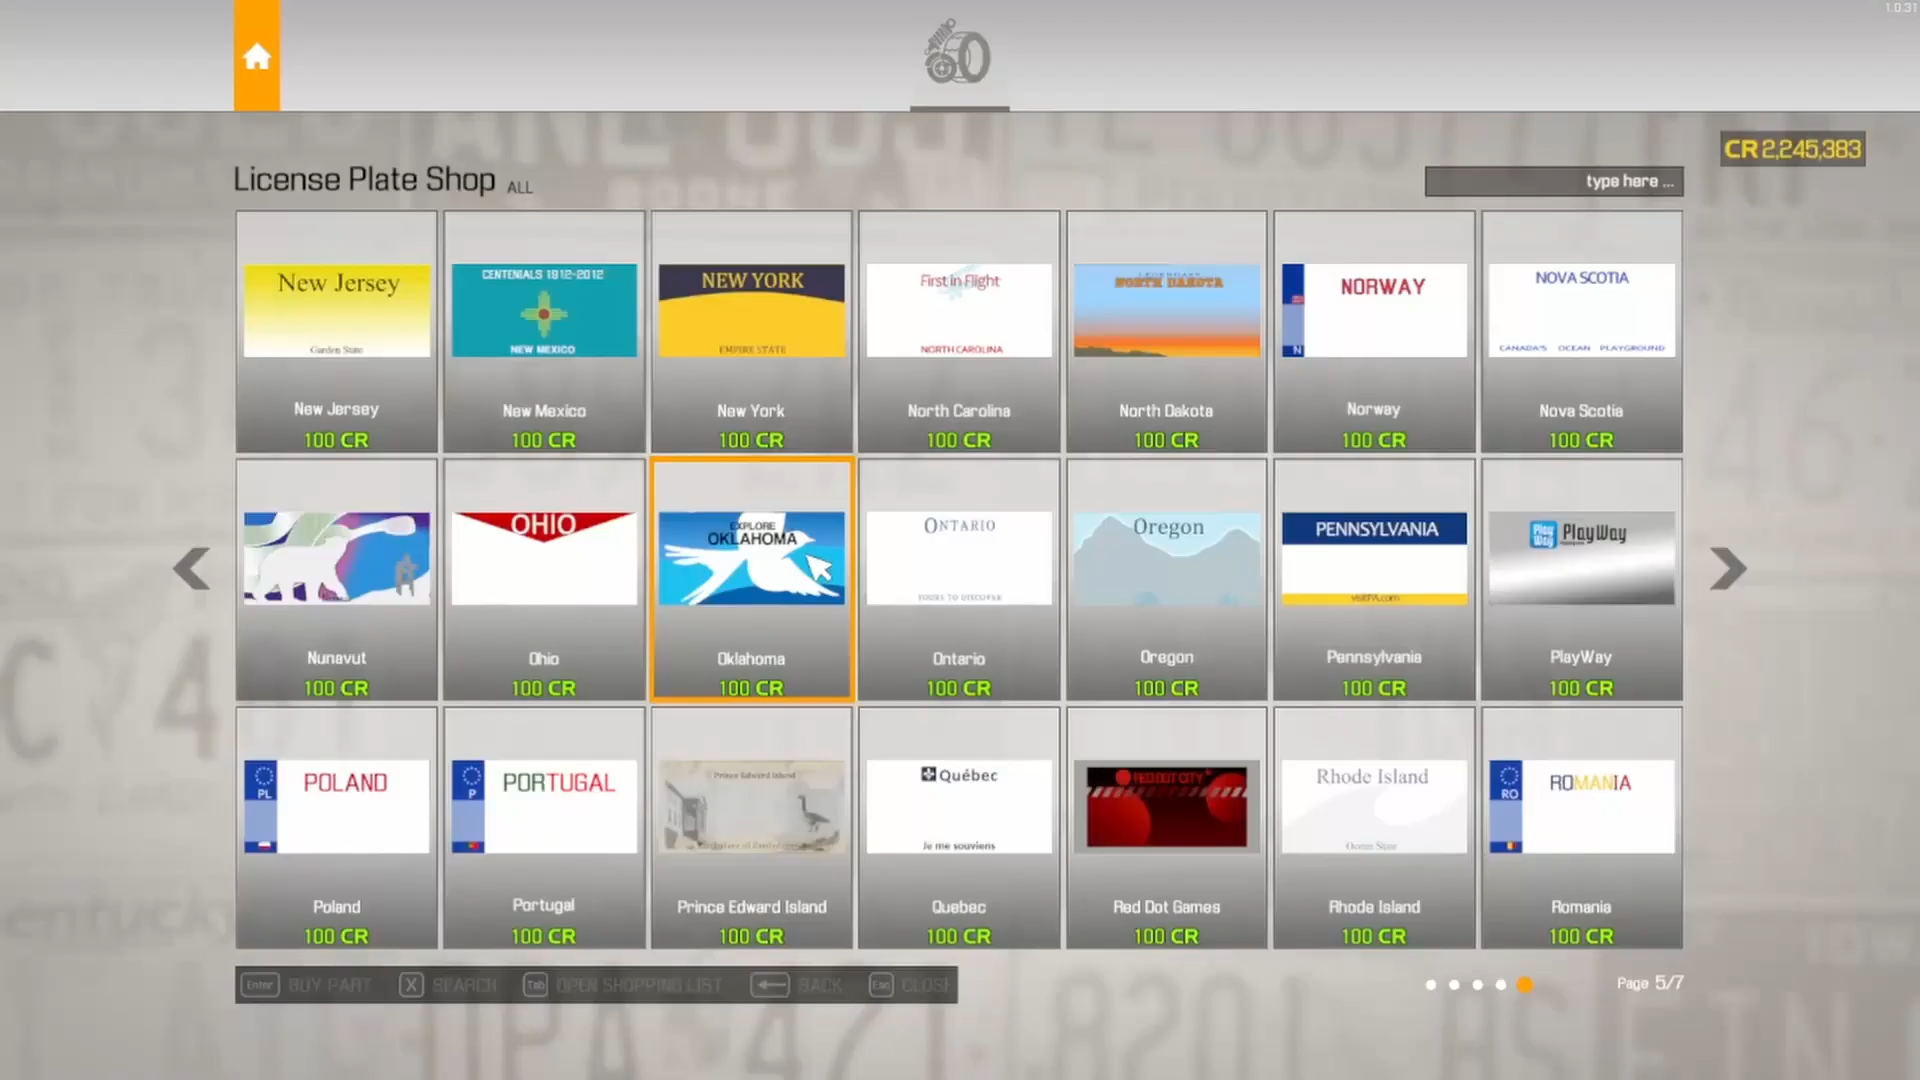 1.0.31
CR 2,245,383
License Plate Shop ALL
type here ...
New Jersey
Garden State
New Jersey
100 CR
CENTENIALS 1912-2012
NEW MEXICO
New Mexico
100 CR
NEW YORK
EMPIRE STATE
New York
100 CR
First in Flight
NORTH CAROLINA
North Carolina
100 CR
LEGENDARY
NORTH DAKOTA
North Dakota
100 CR
NORWAY
N
Norway
100 CR
NOVA SCOTIA
CANADA'S OCEAN PLAYGROUND
Nova Scotia
100 CR
Nunavut
100 CR
OHIO
Ohio
100 CR
EXPLORE
OKLAHOMA
Oklahoma
100 CR
ONTARIO
YOURS TO DISCOVER
Ontario
100 CR
Oregon
Oregon
100 CR
PENNSYLVANIA
visitPA.com
Pennsylvania
100 CR
Play
Way
PlayWay
PlayWay
100 CR
PL
POLAND
Poland
100 CR
P
PORTUGAL
Portugal
100 CR
Prince Edward Island
Prince Edward Island
100 CR
Québec
Je me souviens
Quebec
100 CR
RED DOT CITY
Red Dot Games
100 CR
Rhode Island
Ocean State
Rhode Island
100 CR
RO
ROMANIA
Romania
100 CR
Enter BUY PART X SEARCH Tab OPEN SHOPPING LIST BACK Esc CLOSE
Page 5/7